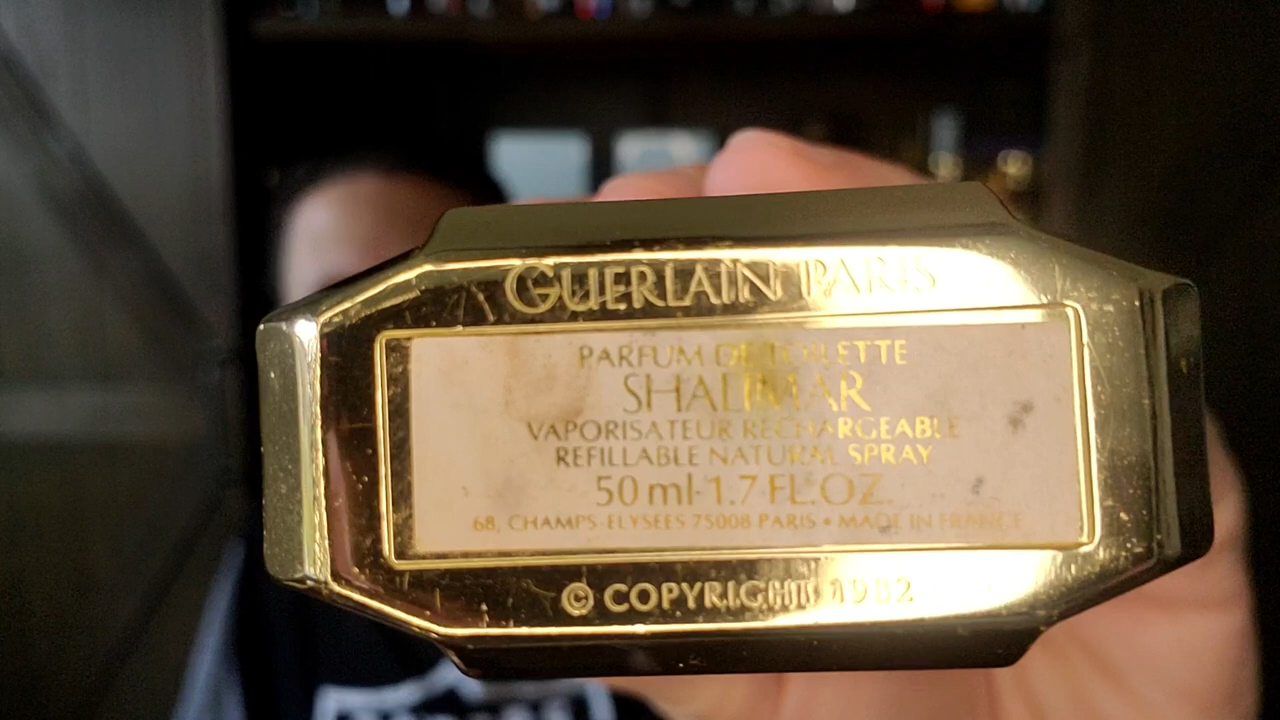 GUERLAIN PARIS
PARFUM DE TOILETTE
SHALIMAR
VAPORISATEUR RECHARGEABLE
REFILLABLE NATURAL SPRAY
50 ml-1.7 FL.OZ.
68, CHAMPS-ELYSEES 75008 PARIS • MADE IN FRANCE
© COPYRIGHT 1982